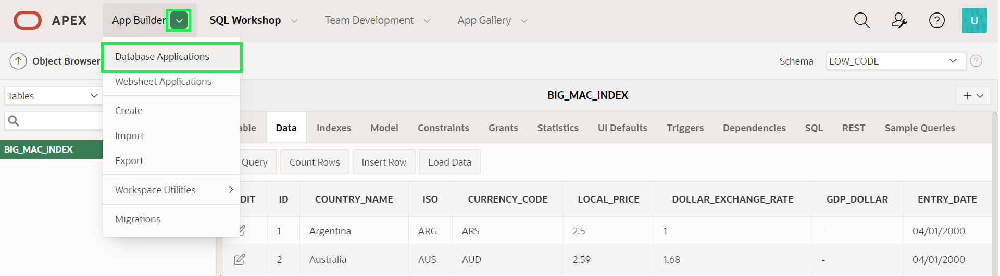 APEX App Builder SQL Workshop Team Development App Gallery U
Database Applications
Websheet Applications
Create
Import
Export
Workspace Utilities
Migrations
Object Browser Schema LOW_CODE
Tables
BIG_MAC_INDEX
BIG_MAC_INDEX
able Data Indexes Model Constraints Grants Statistics UI Defaults Triggers Dependencies SQL REST Sample Queries
Query Count Rows Insert Row Load Data
DIT ID COUNTRY_NAME ISO CURRENCY_CODE LOCAL_PRICE DOLLAR_EXCHANGE_RATE GDP_DOLLAR ENTRY_DATE
1 Argentina ARG ARS 2.5 1 - 04/01/2000
2 Australia AUS AUD 2.59 1.68 - 04/01/2000